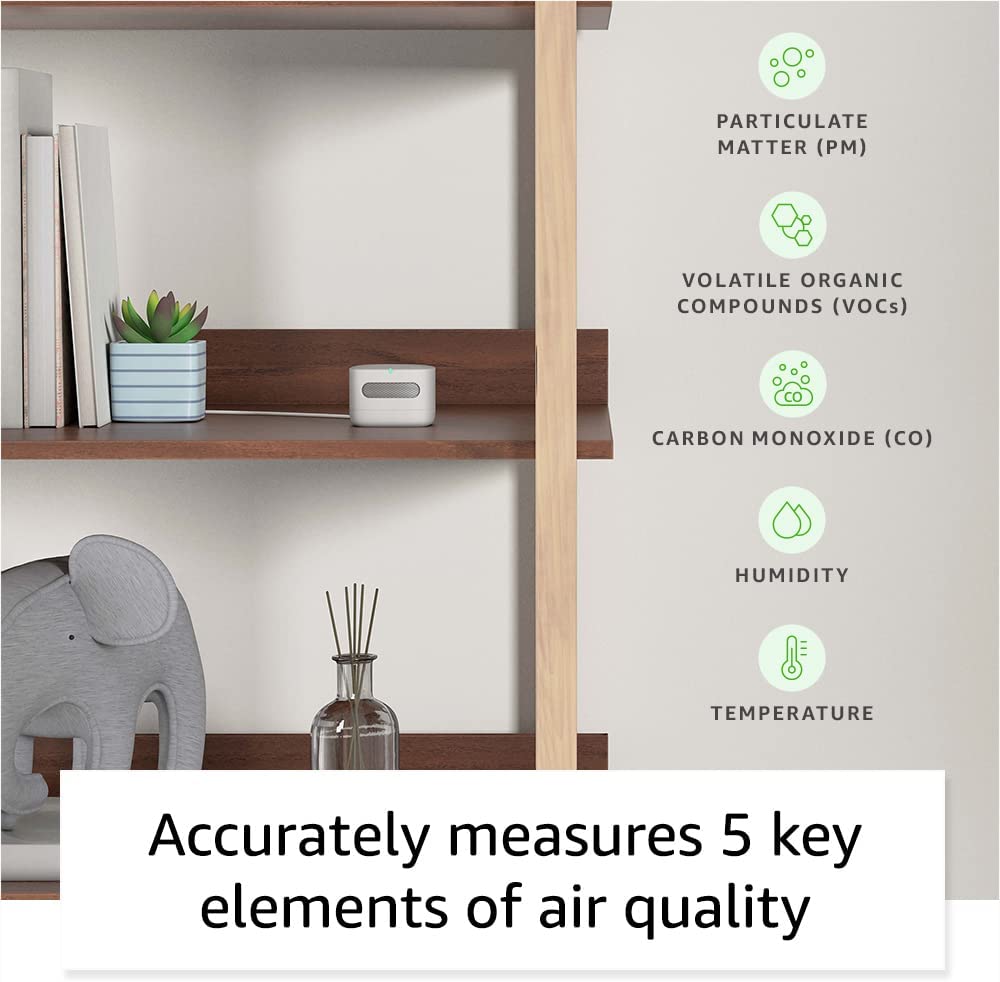 PARTICULATE
MATTER (PM)
VOLATILE ORGANIC
COMPOUNDS (VOCs)
CO
CARBON MONOXIDE (CO)
HUMIDITY
TEMPERATURE
Accurately measures 5 key
elements of air quality